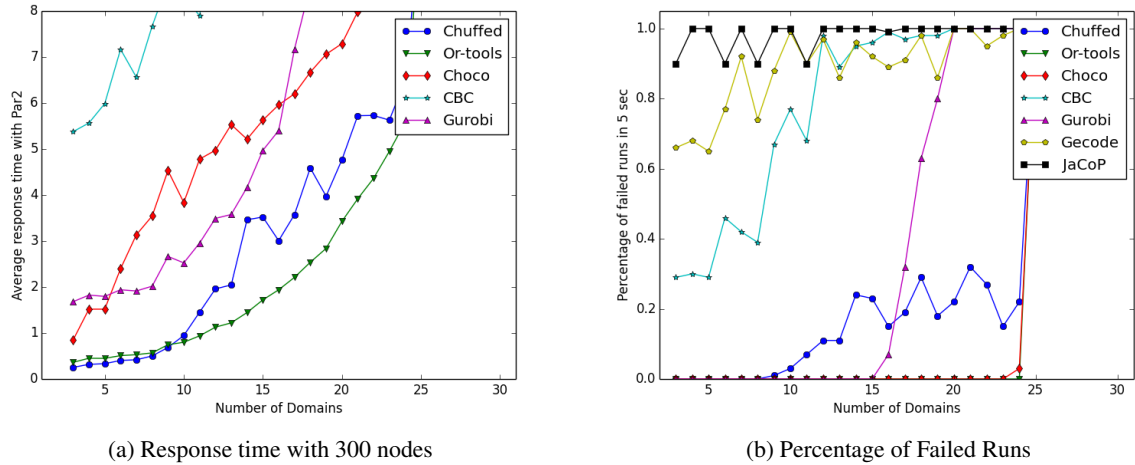 8
7
6
5
4
3
2
1
0
Average response time with Par2
5
10
15
20
25
30
Number of Domains
Chuffed
Or-tools
Choco
CBC
Gurobi
(a) Response time with 300 nodes
1.0
0.8
0.6
0.4
0.2
0.0
Percentage of failed runs in 5 sec
5
10
15
20
25
30
Number of Domains
Chuffed
Or-tools
Choco
CBC
Gurobi
Gecode
JaCoP
(b) Percentage of Failed Runs